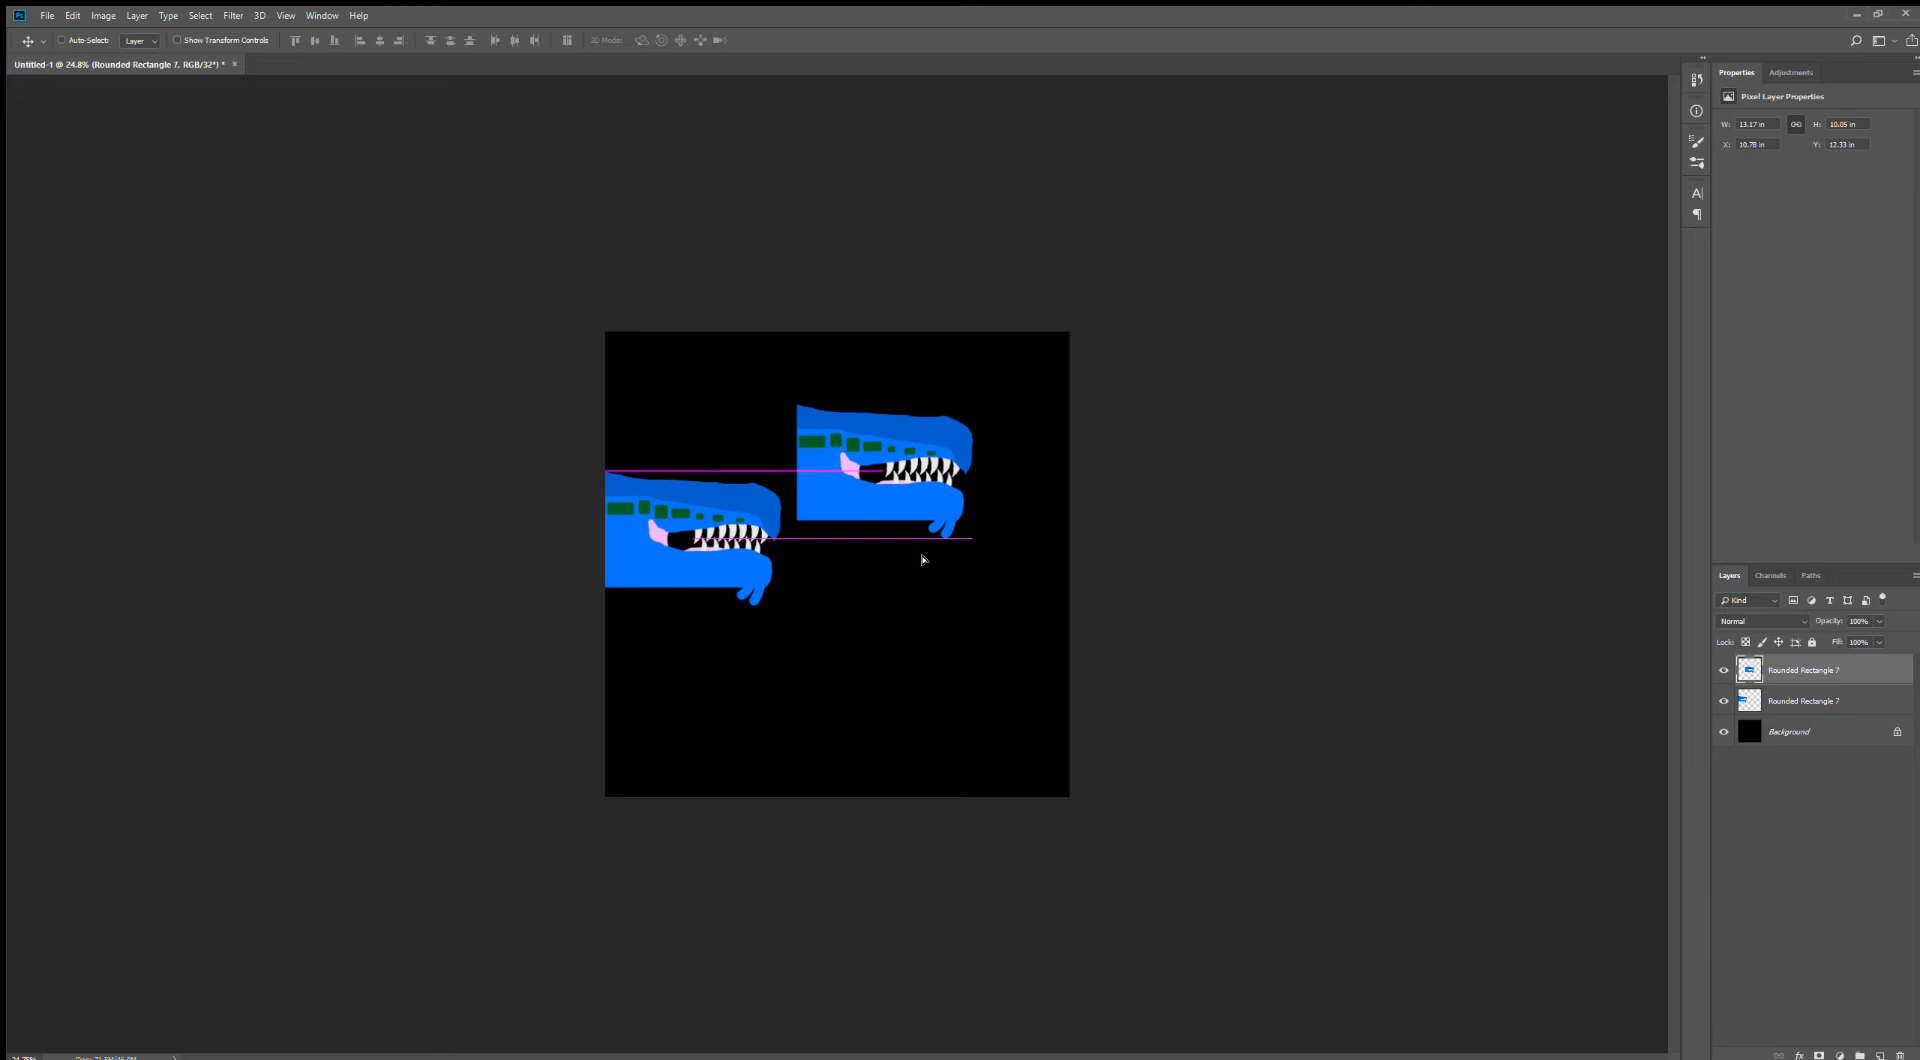 Ps File Edit Image Layer Type Select Filter 3D View Window Help
Auto-Select: Layer Show Transform Controls 3D Mode:
Untitled-1 @ 24.8% (Rounded Rectangle 7, RGB/32*) * ×
Properties Adjustments
Pixel Layer Properties
W: 13.17 in H: 10.05 in
X: 10.78 in Y: 12.33 in
Layers Channels Paths
Kind
Normal Opacity: 100%
Lock: Fill: 100%
Rounded Rectangle 7
Rounded Rectangle 7
Background
fx